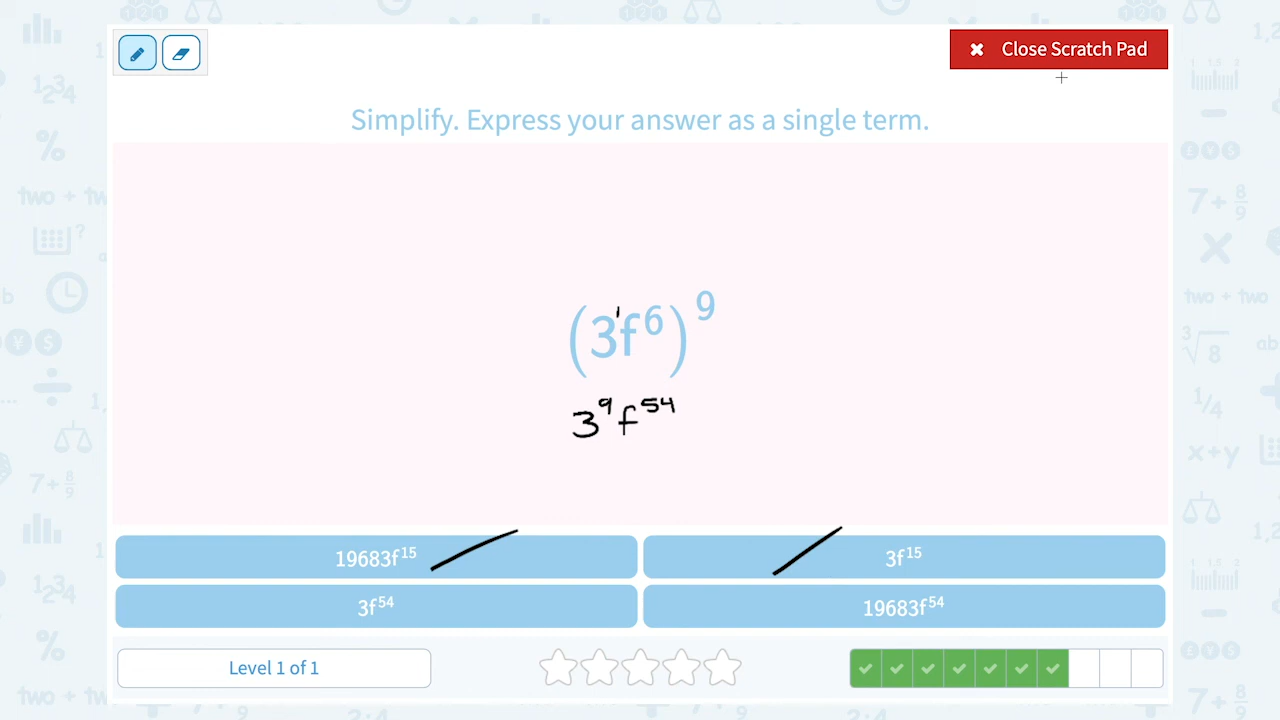 ✖ Close Scratch Pad
Simplify. Express your answer as a single term.
(3¹f⁶)⁹
3⁹f⁵⁴
19683f¹⁵
3f¹⁵
3f⁵⁴
19683f⁵⁴
Level 1 of 1